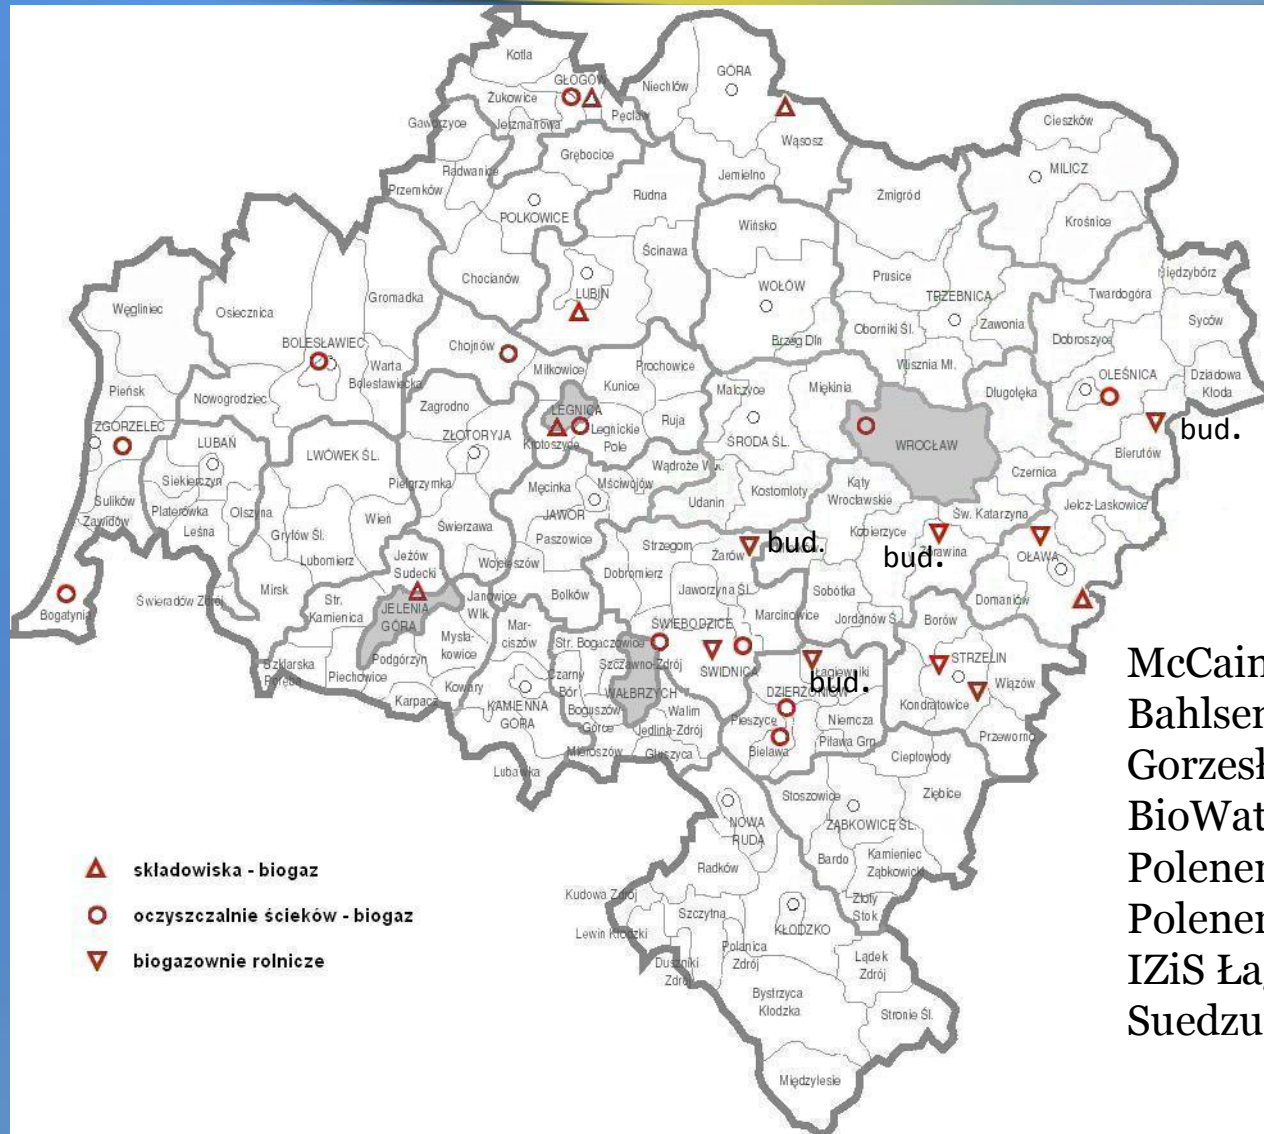 Kotla
GŁOGÓW
Żukowice
Jerzmanowa
Pęcław
Gaworzyce
Radwanice
Przemków
Grębocice
POLKOWICE
Chocianów
Rudna
Ścinawa
LUBIN
Niechlów
GÓRA
Wąsosz
Jemielno
Cieszków
MILICZ
Krośnice
Żmigród
Wińsko
WOŁÓW
Brzeg Dln
Prusice
TRZEBNICA
Oborniki Śl.
Zawonia
Wisznia Mł.
Międzybórz
Twardogóra
Syców
Dobroszyce
OLEŚNICA
Dziadowa
Kłoda
Bierutów
bud.
Długołęka
Węgliniec
Osiecznica
Gromadka
BOLESŁAWIEC
Warta
Bolesławiecka
Nowogrodziec
Pieńsk
ZGORZELEC
Sulików
Zawidów
Bogatynia
LUBAŃ
Siekierczyn
Platerówka
Leśna
Olszyna
Świeradów Zdrój
LWÓWEK ŚL.
Gryfów Śl.
Wień
Lubomierz
Mirsk
Chojnów
Miłkowice
Zagrodno
ZŁOTORYJA
Pielgrzymka
Świerzawa
Wojcieszów
LEGNICA
Krotoszyce
Legnickie
Pole
Kunice
Prochowice
Ruja
Malczyce
Miękinia
ŚRODA ŚL.
WROCŁAW
Udanin
Kostomłoty
Kąty
Wrocławskie
Czernica
Św. Katarzyna
Jelcz-Laskowice
Kobierzyce
bud.
OŁAWA
Domaniów
Męcinka
Mściwojów
JAWOR
Paszowice
Bolków
Strzegom
Żarów
bud.
Dobromierz
Jaworzyna Śl.
Marcinowice
Sobótka
Jordanów Ś
Borów
STRZELIN
Wiązów
Kondratowice
Przeworno
Jeżów
Sudecki
JELENIA
GÓRA
Janowice
Wlk.
Str.
Kamienica
Mysła-
kowice
Podgórzyn
Szklarska
Poręba
Piechowice
Kowary
Karpacz
Mar-
ciszów
KAMIENNA
GÓRA
Lubawka
ŚWIEBODZICE
Str. Bogaczowice
Szczawno-Zdrój
Czarny
Bór
WAŁBRZYCH
Boguszów
Gorce
Mieroszów
Walim
Jedlina-Zdrój
Głuszyca
ŚWIDNICA
Łagiewniki
bud.
DZIERŻONIÓW
Pieszyce
Bielawa
Niemcza
Piława Grn
Ciepłowody
Ziębice
Stoszowice
ZĄBKOWICE ŚL.
Bardo
Kamieniec
Ząbkowicki
Złoty
Stok
NOWA
RUDA
Radków
Kudowa Zdrój
Szczytna
Lewin Kłodzki
Duszniki
Zdrój
Polanica
Zdrój
KŁODZKO
Lądek
Zdrój
Bystrzyca
Kłodzka
Stronie Śl.
Międzylesie
składowiska - biogaz
oczyszczalnie ścieków - biogaz
biogazownie rolnicze
McCain